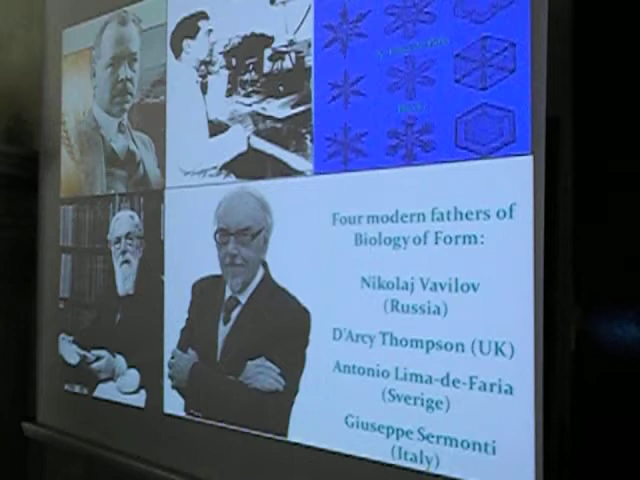 Four modern fathers of
Biology of Form:
Nikolaj Vavilov
(Russia)
D'Arcy Thompson (UK)
Antonio Lima-de-Faria
(Sverige)
Giuseppe Sermonti
(Italy)